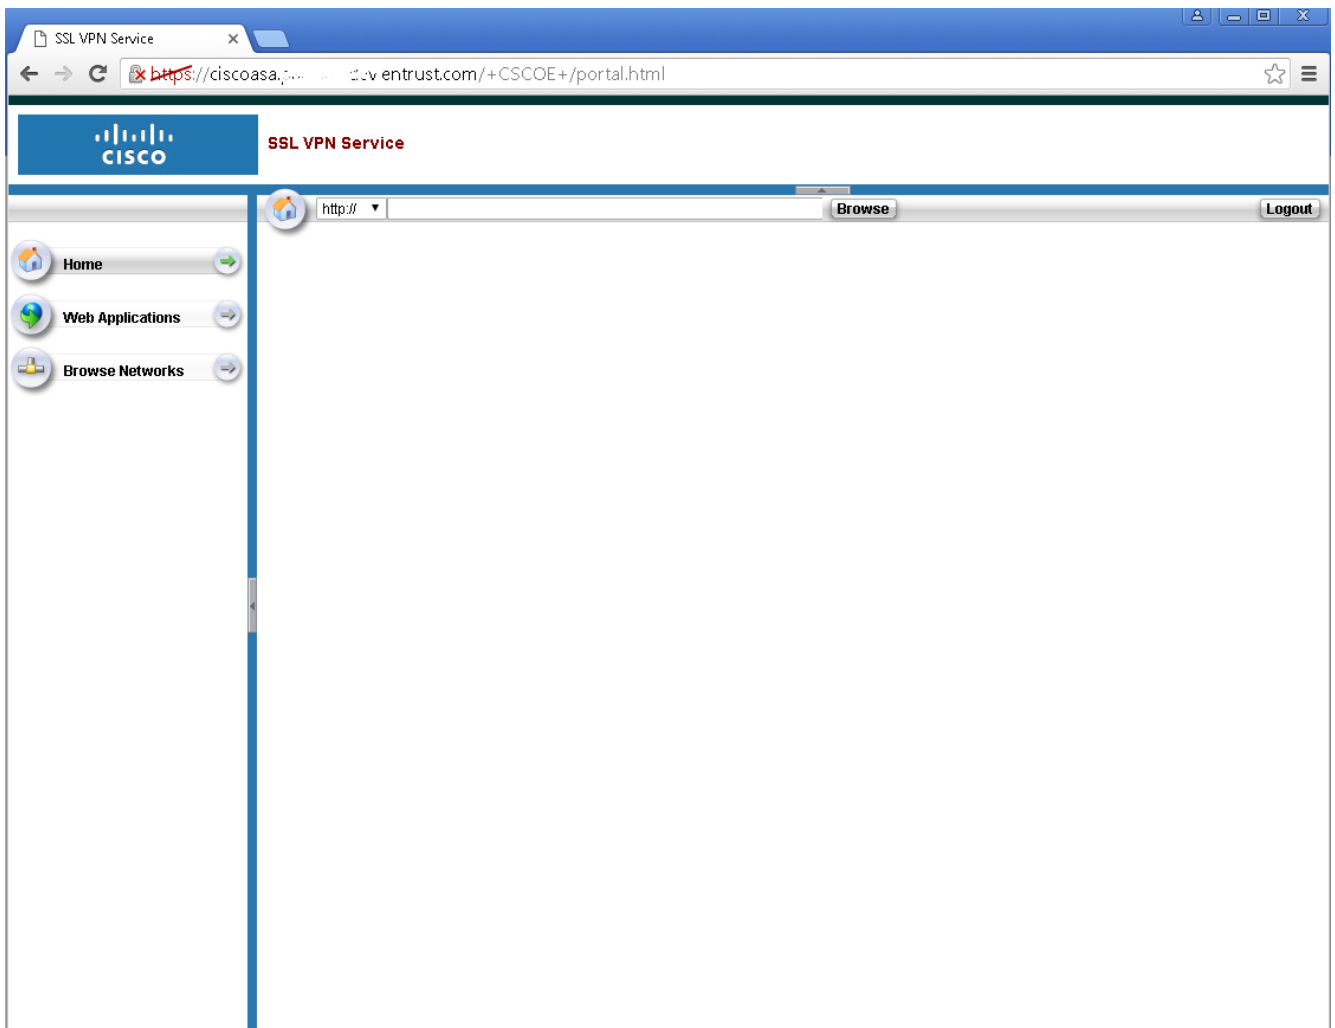 SSL VPN Service
https://ciscoasa. entrust.com/+CSCOE+/portal.html
CISCO
SSL VPN Service
http://
Browse
Logout
Home
Web Applications
Browse Networks